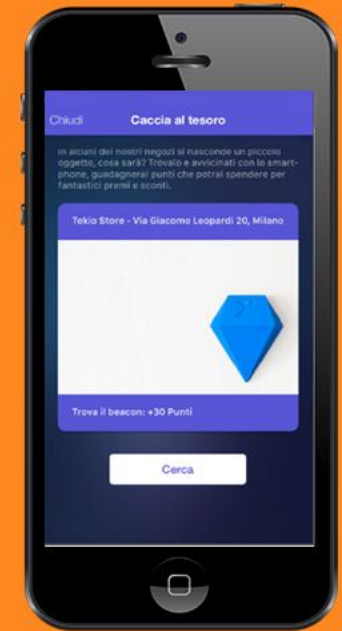 Chiudi Caccia al tesoro
In alcuni dei nostri negozi si nasconde un piccolo
oggetto, cosa sarà? Trovalo e avvicinati con lo smart-
phone, guadagnerai punti che potrai spendere per
fantastici premi e sconti.
Tekio Store - Via Giacomo Leopardi 20, Milano
Trova il beacon: +30 Punti
Cerca